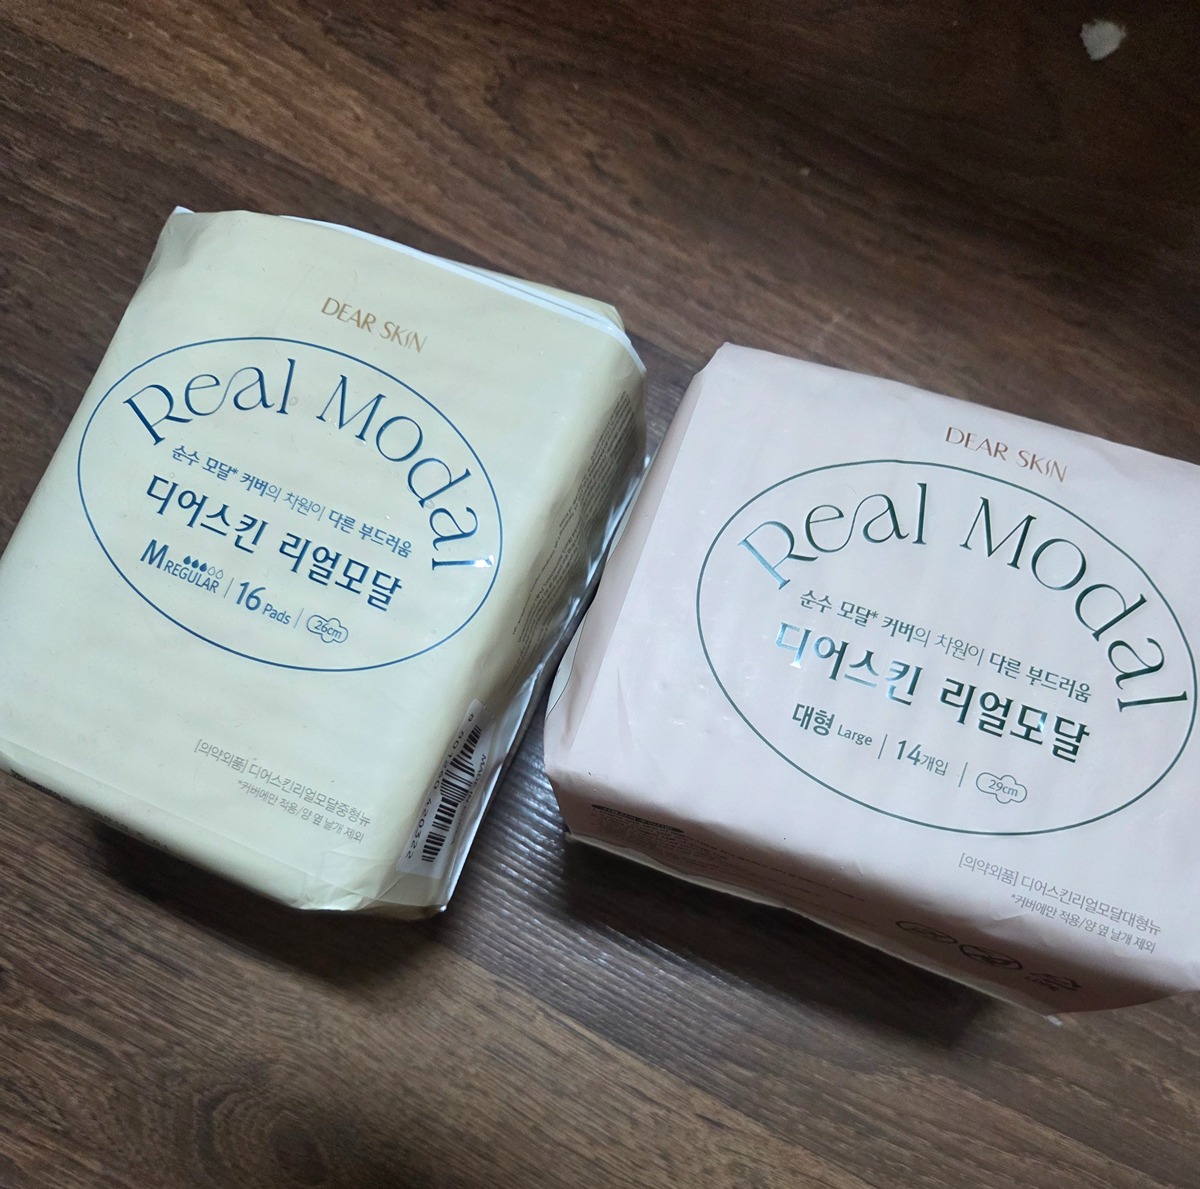 DEAR SKIN
Real Modal
순수 모달* 커버의 차원이 다른 부드러움
디어스킨 리얼모달
M REGULAR | 16 Pads | 26cm
[의약외품] 디어스킨리얼모달중형뉴
*커버에만 적용/양 옆 날개 제외
DEAR SKIN
Real Modal
순수 모달* 커버의 차원이 다른 부드러움
디어스킨 리얼모달
대형 Large | 14개입 | 29cm
[의약외품] 디어스킨리얼모달대형뉴
*커버에만 적용/양 옆 날개 제외